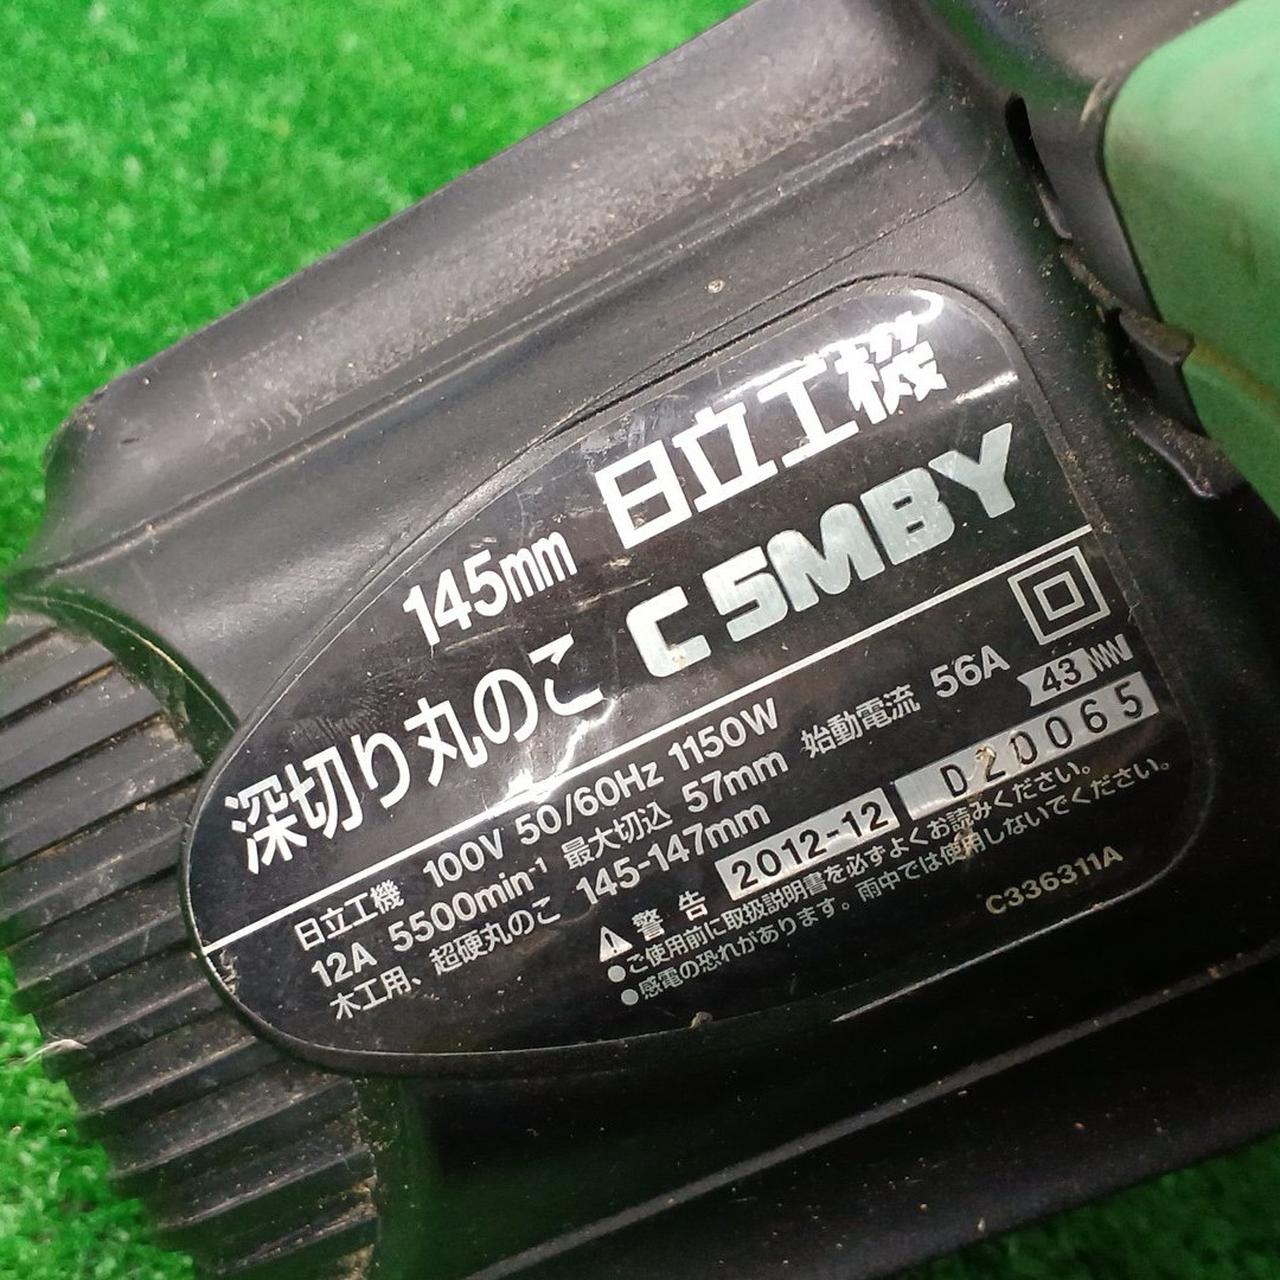 日立工機
145mm
深切り丸のこ C5MBY
日立工機 100V 50/60Hz 1150W
12A 5500min⁻¹ 最大切込 57mm 始動電流 56A
木工用、超硬丸のこ 145-147mm
43 WW
2012-12 D20065
警告
●ご使用前に取扱説明書を必ずよくお読みください。
●感電の恐れがあります。雨中では使用しないでください。
C336311A